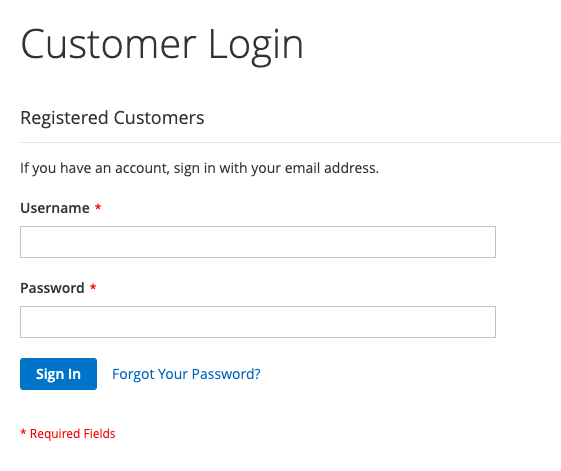 Customer Login
Registered Customers
If you have an account, sign in with your email address.
Username *
Password *
Sign In Forgot Your Password?
* Required Fields